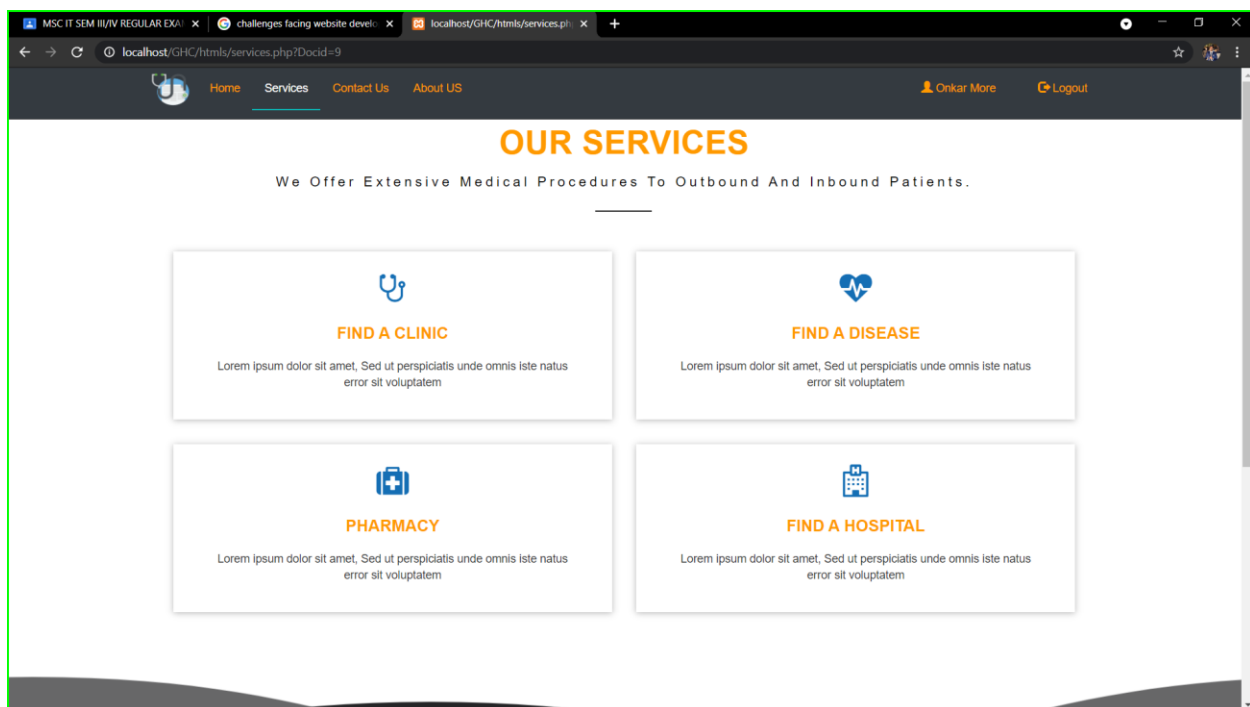 MSC IT SEM III/IV REGULAR EXA
challenges facing website develo
localhost/GHC/htmls/services.ph
localhost/GHC/htmls/services.php?Docid=9
Home Services Contact Us About US Onkar More Logout
OUR SERVICES
We Offer Extensive Medical Procedures To Outbound And Inbound Patients.
FIND A CLINIC
Lorem ipsum dolor sit amet, Sed ut perspiciatis unde omnis iste natus
error sit voluptatem
FIND A DISEASE
Lorem ipsum dolor sit amet, Sed ut perspiciatis unde omnis iste natus
error sit voluptatem
PHARMACY
Lorem ipsum dolor sit amet, Sed ut perspiciatis unde omnis iste natus
error sit voluptatem
FIND A HOSPITAL
Lorem ipsum dolor sit amet, Sed ut perspiciatis unde omnis iste natus
error sit voluptatem